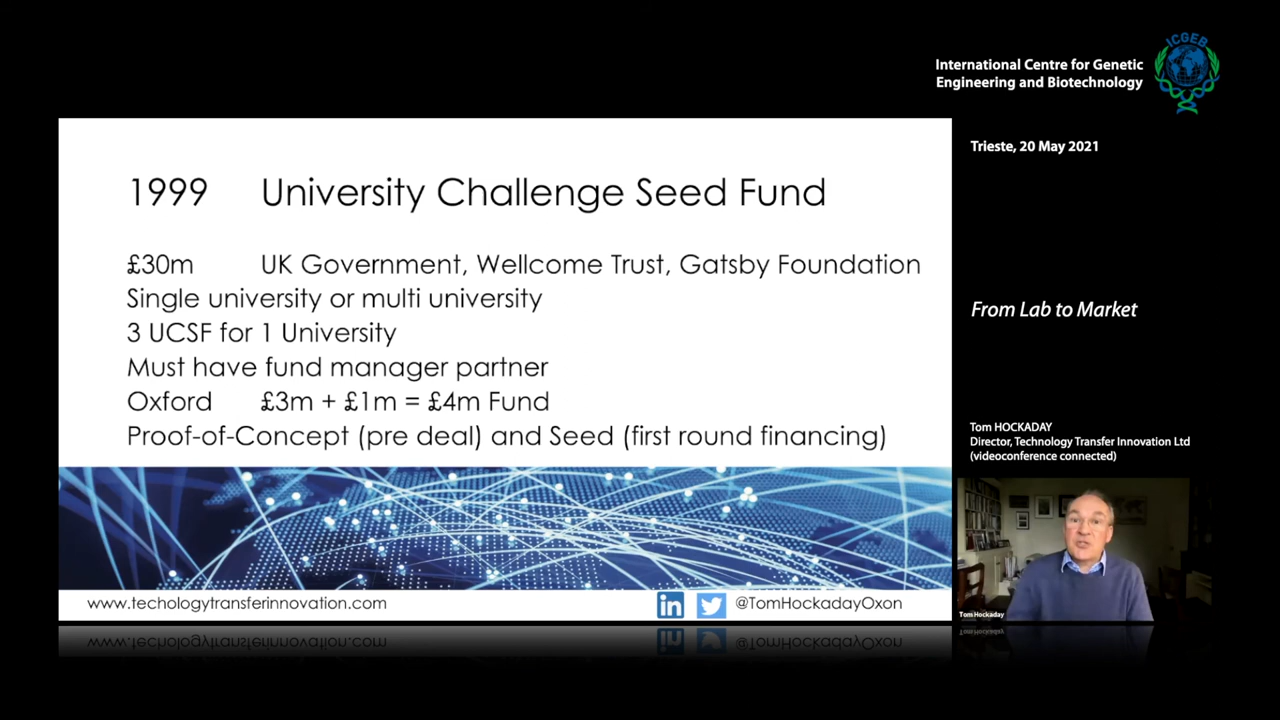 ICGEB
International Centre for Genetic
Engineering and Biotechnology
Trieste, 20 May 2021
1999 University Challenge Seed Fund
£30m UK Government, Wellcome Trust, Gatsby Foundation
Single university or multi university
3 UCSF for 1 University
Must have fund manager partner
Oxford £3m + £1m = £4m Fund
Proof-of-Concept (pre deal) and Seed (first round financing)
www.techologytransferinnovation.com
in
@TomHockadayOxon
From Lab to Market
Tom HOCKADAY
Director, Technology Transfer Innovation Ltd
(videoconference connected)
Tom Hockaday